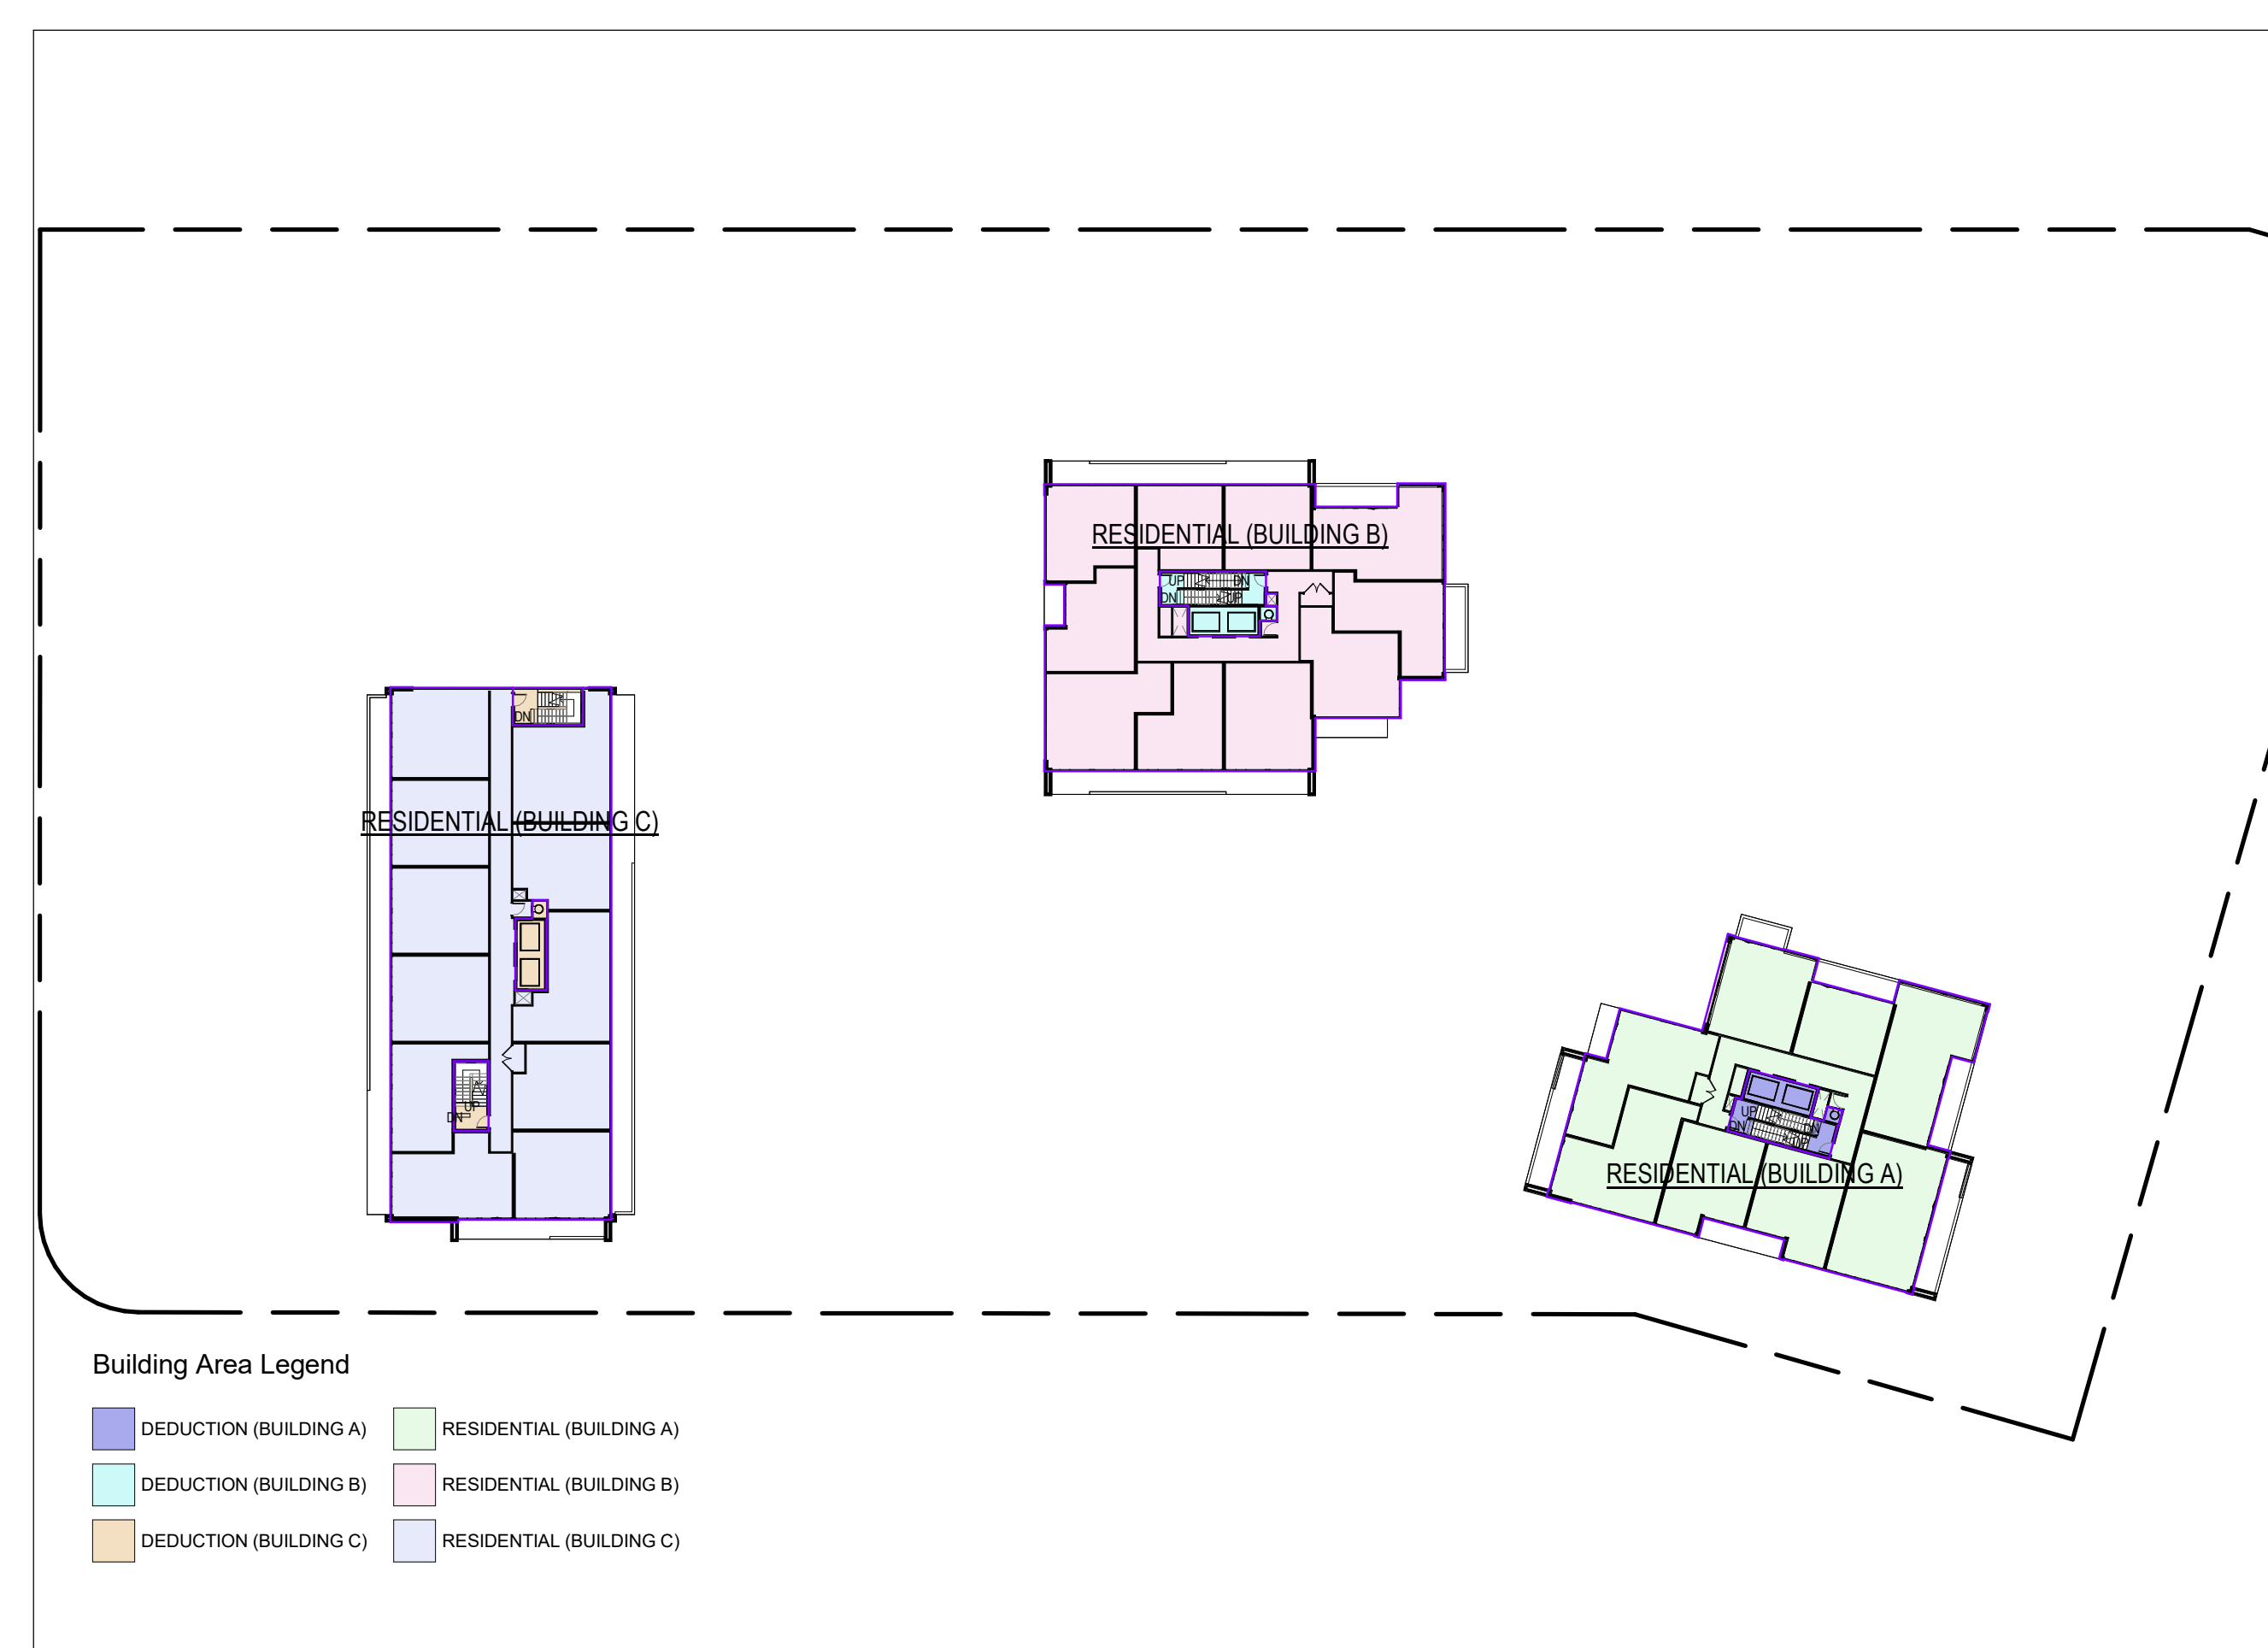 RESIDENTIAL (BUILDING B)
UP
DN
DN
UP
DN
RESIDENTIAL (BUILDING C)
UP
DN
UP
DN
DN
UP
RESIDENTIAL (BUILDING A)
Building Area Legend
DEDUCTION (BUILDING A)
RESIDENTIAL (BUILDING A)
DEDUCTION (BUILDING B)
RESIDENTIAL (BUILDING B)
DEDUCTION (BUILDING C)
RESIDENTIAL (BUILDING C)